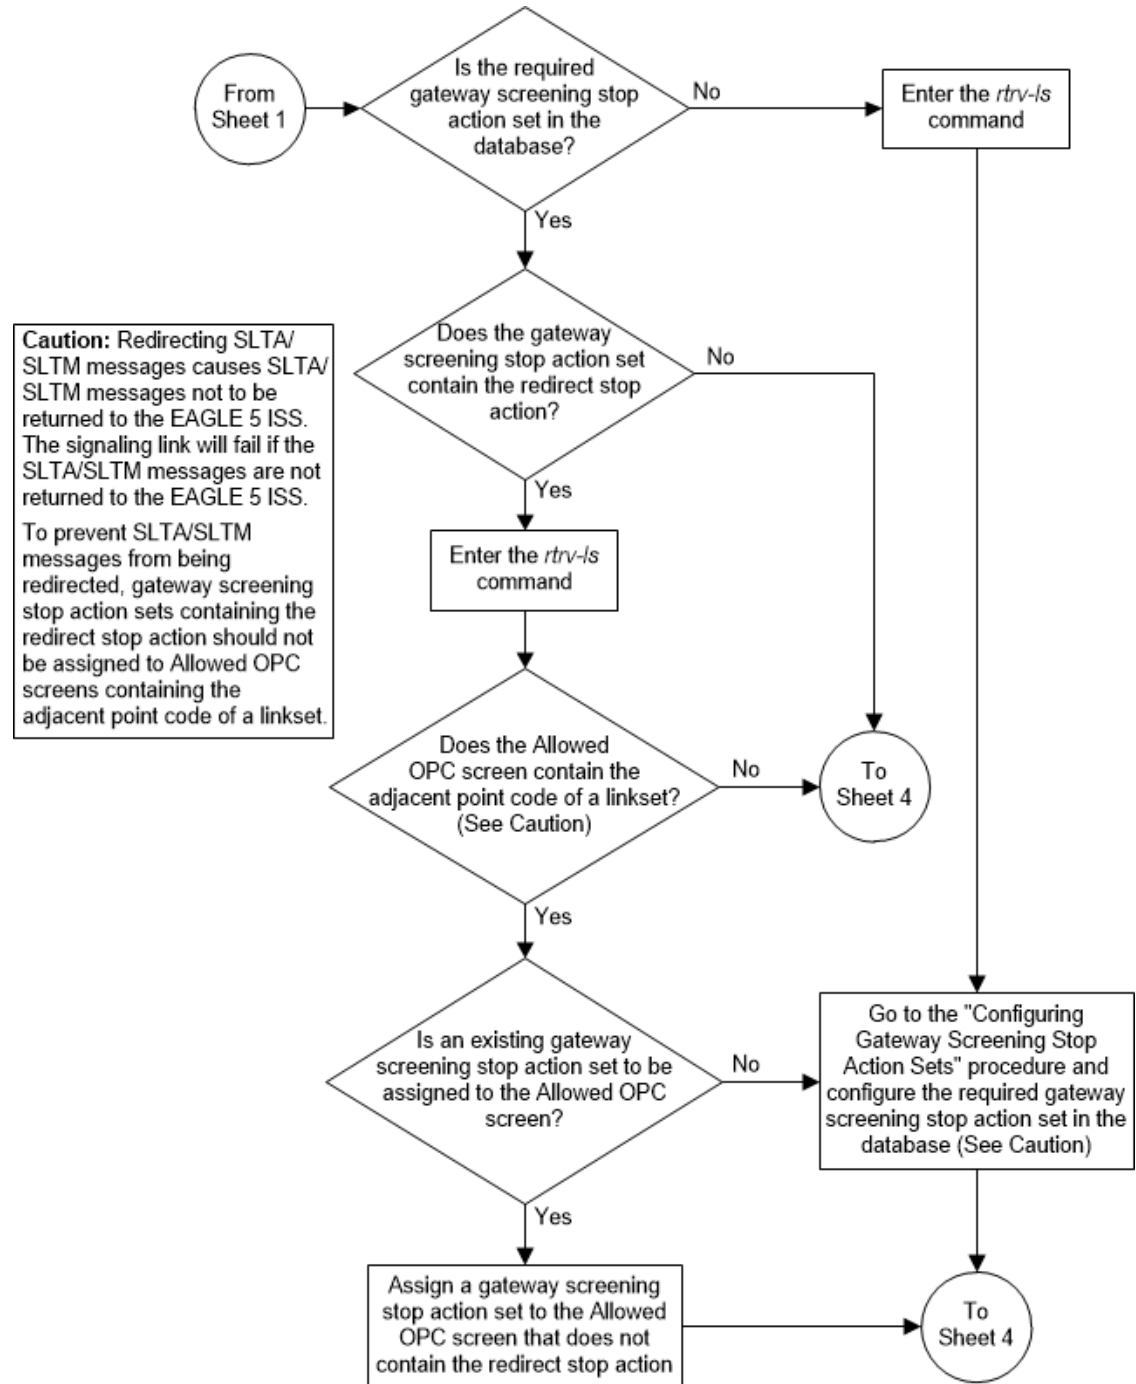 From
Sheet 1
Is the required
gateway screening stop
action set in the
database?
No
Enter the rtrv-ls
command
Yes
Does the gateway
screening stop action set
contain the redirect stop
action?
No
Caution: Redirecting SLTA/
SLTM messages causes SLTA/
SLTM messages not to be
returned to the EAGLE 5 ISS.
The signaling link will fail if the
SLTA/SLTM messages are not
returned to the EAGLE 5 ISS.
To prevent SLTA/SLTM
messages from being
redirected, gateway screening
stop action sets containing the
redirect stop action should not
be assigned to Allowed OPC
screens containing the
adjacent point code of a linkset.
Yes
Enter the rtrv-ls
command
Does the Allowed
OPC screen contain the
adjacent point code of a linkset?
(See Caution)
No
To
Sheet 4
Yes
Is an existing gateway
screening stop action set to be
assigned to the Allowed OPC
screen?
No
Go to the "Configuring
Gateway Screening Stop
Action Sets" procedure and
configure the required gateway
screening stop action set in the
database (See Caution)
Yes
Assign a gateway screening
stop action set to the Allowed
OPC screen that does not
contain the redirect stop action
To
Sheet 4